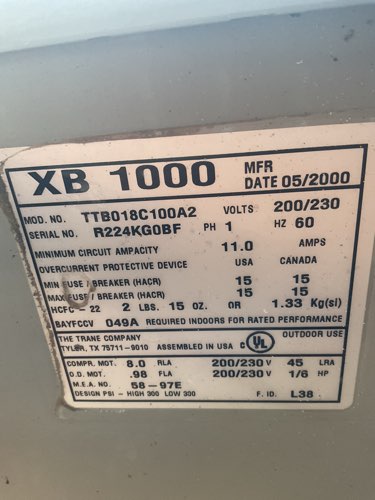 XB 1000 MFR DATE 05/2000
MOD. NO. TTB018C100A2 VOLTS 200/230
SERIAL NO. R224KG0BF PH 1 HZ 60
MINIMUM CIRCUIT AMPACITY 11.0 AMPS
OVERCURRENT PROTECTIVE DEVICE USA CANADA
MIN FUSE / BREAKER (HACR) 15 15
MAX FUSE / BREAKER (HACR) 15 15
HCFC - 22 2 LBS. 15 OZ. OR 1.33 Kg(si)
BAYFCCV 049A REQUIRED INDOORS FOR RATED PERFORMANCE
THE TRANE COMPANY OUTDOOR USE
TYLER, TX 75711-9010 ASSEMBLED IN USA C UL
COMPR. MOT. 8.0 RLA 200/230 V 45 LRA
O.D. MOT. .98 FLA 200/230 V 1/6 HP
M.E.A. NO. 58-97E
DESIGN PSI - HIGH 300 LOW 300 F. ID. L38